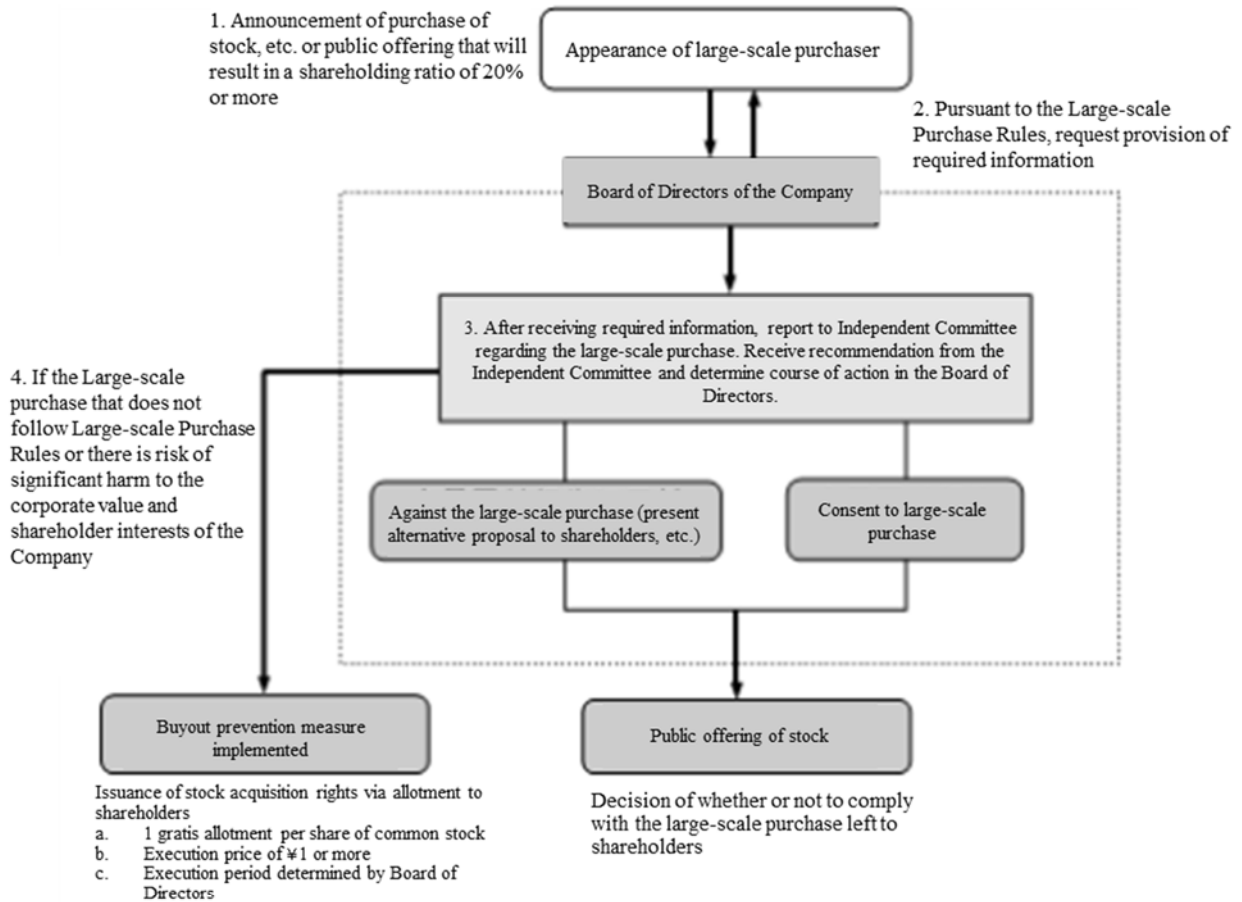 1. Announcement of purchase of
stock, etc. or public offering that will
result in a shareholding ratio of 20%
or more
Appearance of large-scale purchaser
2. Pursuant to the Large-scale
Purchase Rules, request provision of
required information
Board of Directors of the Company
3. After receiving required information, report to Independent Committee
regarding the large-scale purchase. Receive recommendation from the
Independent Committee and determine course of action in the Board of
Directors.
4. If the Large-scale
purchase that does not
follow Large-scale Purchase
Rules or there is risk of
significant harm to the
corporate value and
shareholder interests of the
Company
Against the large-scale purchase (present
alternative proposal to shareholders, etc.)
Consent to large-scale
purchase
Buyout prevention measure
implemented
Public offering of stock
Issuance of stock acquisition rights via allotment to
shareholders
a. 1 gratis allotment per share of common stock
b. Execution price of ¥1 or more
c. Execution period determined by Board of
Directors
Decision of whether or not to comply
with the large-scale purchase left to
shareholders